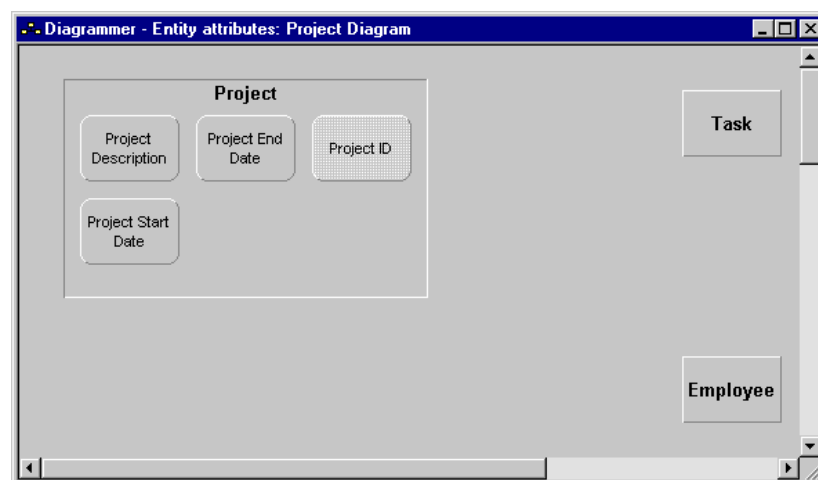 Diagrammer - Entity attributes: Project Diagram
Project
Project
Description
Project End
Date
Project ID
Project Start
Date
Task
Employee